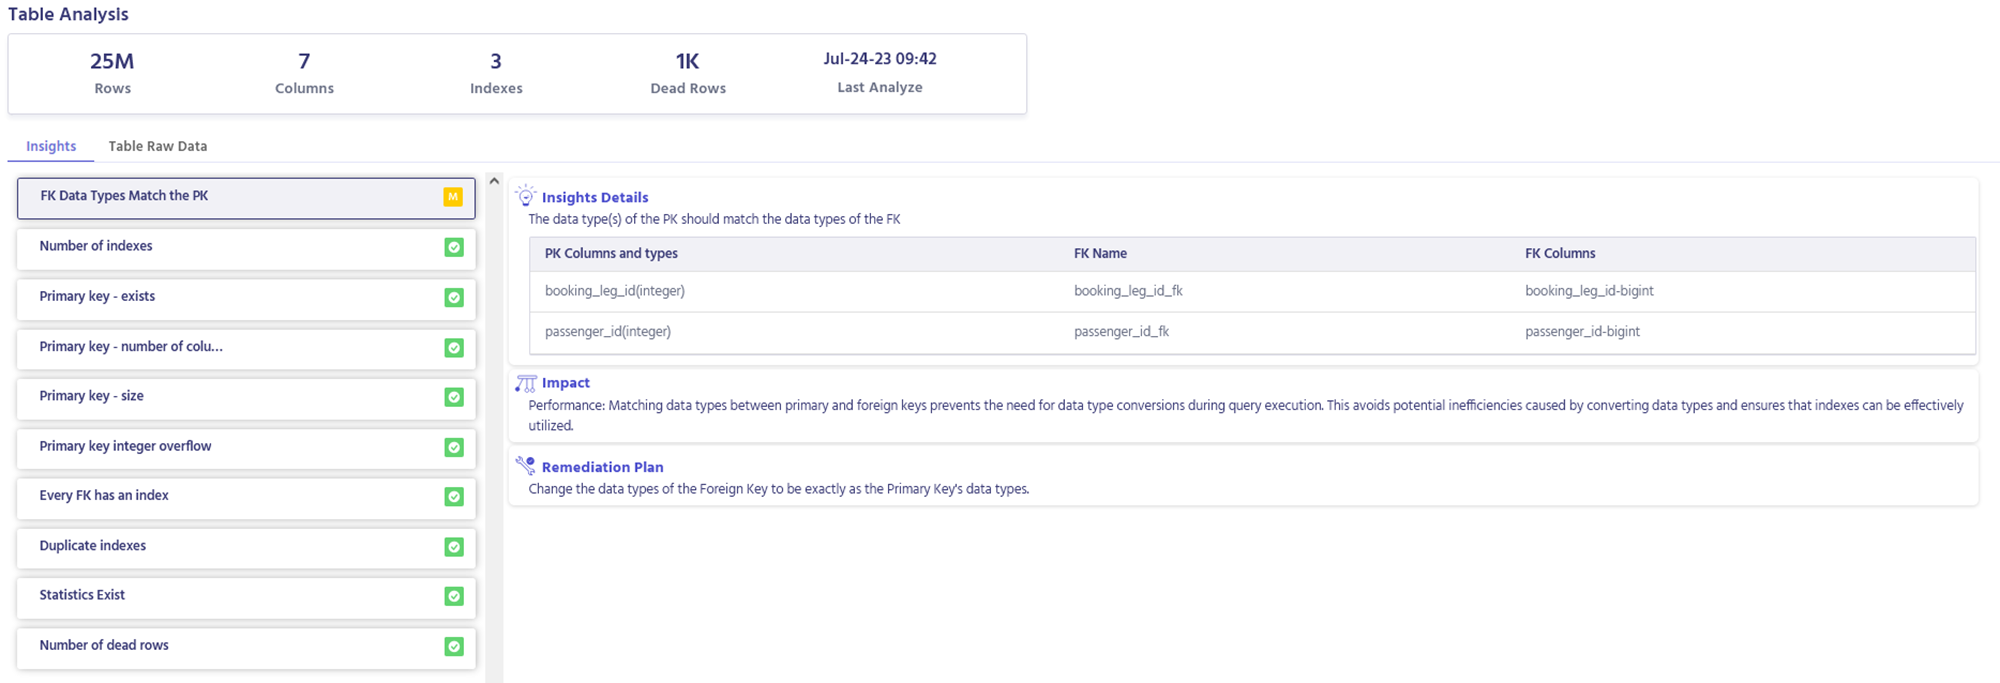 Table Analysis
25M 7 3 1K Jul-24-23 09:42
Rows Columns Indexes Dead Rows Last Analyze
Insights Table Raw Data
FK Data Types Match the PK M
Number of indexes
Primary key - exists
Primary key - number of colu...
Primary key - size
Primary key integer overflow
Every FK has an index
Duplicate indexes
Statistics Exist
Number of dead rows
Insights Details
The data type(s) of the PK should match the data types of the FK
PK Columns and types FK Name FK Columns
booking_leg_id(integer) booking_leg_id_fk booking_leg_id-bigint
passenger_id(integer) passenger_id_fk passenger_id-bigint
Impact
Performance: Matching data types between primary and foreign keys prevents the need for data type conversions during query execution. This avoids potential inefficiencies caused by converting data types and ensures that indexes can be effectively
utilized.
Remediation Plan
Change the data types of the Foreign Key to be exactly as the Primary Key's data types.